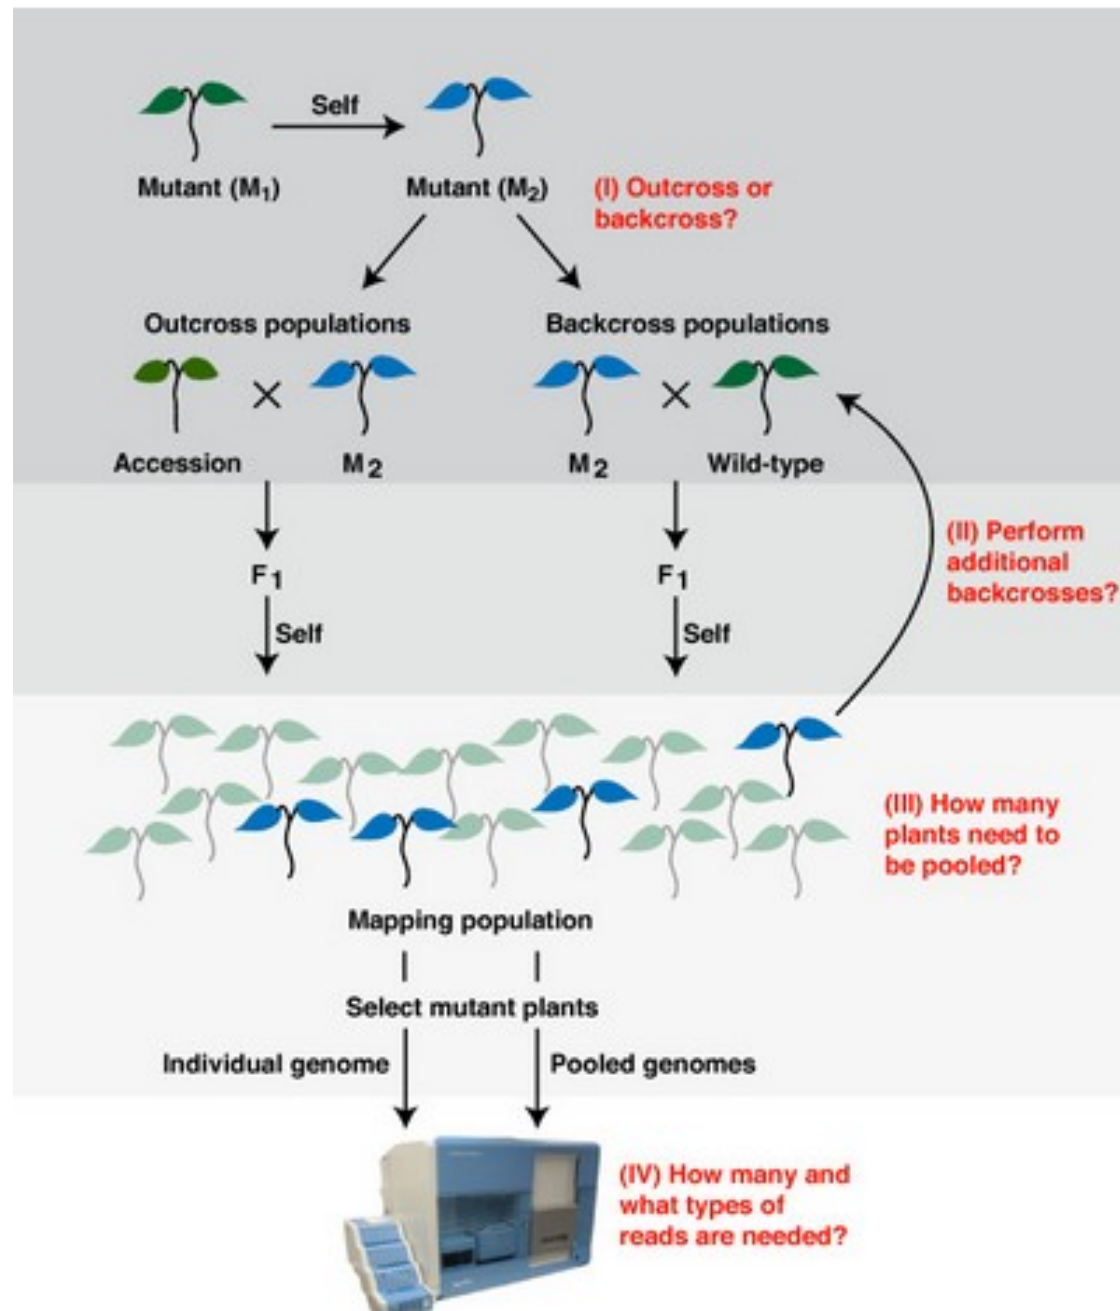 Self
Mutant (M1)
Mutant (M2)
(I) Outcross or
backcross?
Outcross populations
Backcross populations
Accession
M2
M2
Wild-type
F1
F1
(II) Perform
additional
backcrosses?
Self
Self
(III) How many
plants need to
be pooled?
Mapping population
Select mutant plants
Individual genome
Pooled genomes
(IV) How many and
what types of
reads are needed?